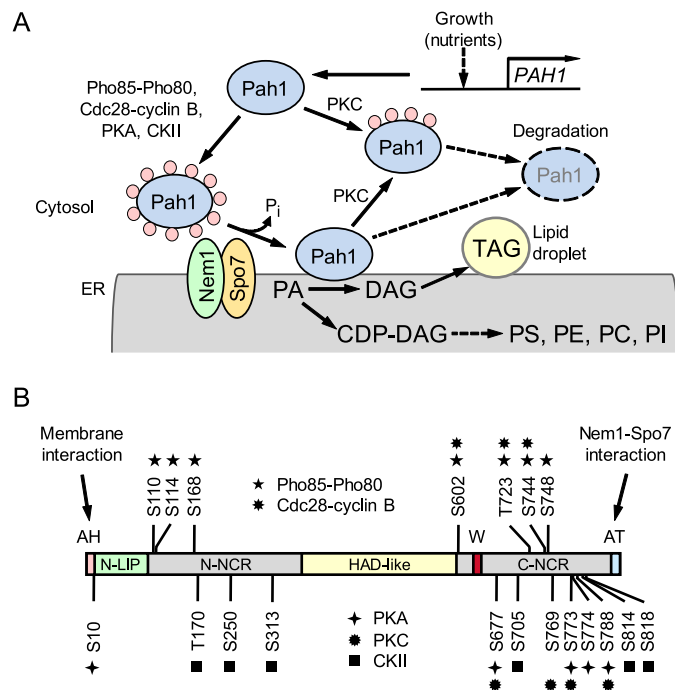 A
Growth
(nutrients)
PAH1
Pho85-Pho80,
Cdc28-cyclin B,
PKA, CKII
Pah1
PKC
Pah1
Degradation
Pah1
Cytosol
Pah1
Pi
PKC
Pah1
TAG
Lipid
droplet
Nem1
Spo7
ER
PA
DAG
CDP-DAG
PS, PE, PC, PI
B
Membrane
interaction
Nem1-Spo7
interaction
S110
S114
S168
Pho85-Pho80
Cdc28-cyclin B
S602
T723
S744
S748
AH
W
AT
N-LIP
N-NCR
HAD-like
C-NCR
S10
T170
S250
S313
PKA
PKC
CKII
S677
S705
S769
S773
S774
S788
S814
S818